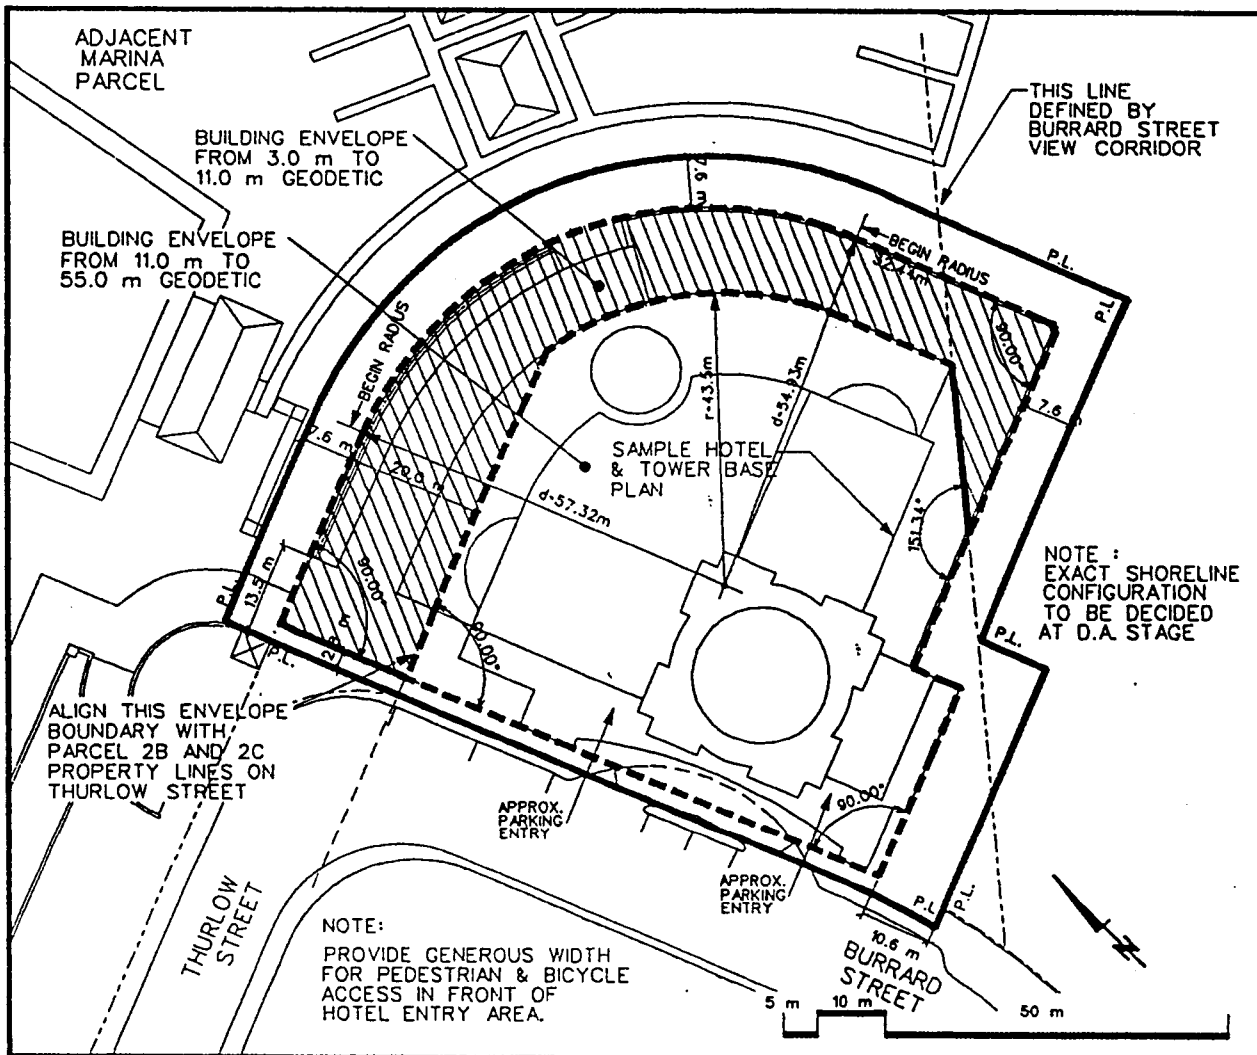 ADJACENT
MARINA
PARCEL
THIS LINE
DEFINED BY
BURRARD STREET
VIEW CORRIDOR
BUILDING ENVELOPE
FROM 3.0 m TO
11.0 m GEODETIC
7.6 m
BUILDING ENVELOPE
FROM 11.0 m TO
55.0 m GEODETIC
BEGIN RADIUS
P.L.
P.L.
90.00°
BEGIN RADIUS
r=43.5m
d=54.93m
7.6
7.6 m
20.0 m
d=57.32m
SAMPLE HOTEL
& TOWER BASE
PLAN
151.34°
NOTE :
EXACT SHORELINE
CONFIGURATION
TO BE DECIDED
AT D.A. STAGE
P.L.
P.L.
13.5 m
90.00°
90.00°
P.L.
ALIGN THIS ENVELOPE
BOUNDARY WITH
PARCEL 2B AND 2C
PROPERTY LINES ON
THURLOW STREET
APPROX.
PARKING
ENTRY
90.00°
APPROX.
PARKING
ENTRY
P.L.
P.L.
THURLOW
STREET
NOTE:
PROVIDE GENEROUS WIDTH
FOR PEDESTRIAN & BICYCLE
ACCESS IN FRONT OF
HOTEL ENTRY AREA.
10.6 m
BURRARD
STREET
N
5 m
10 m
50 m